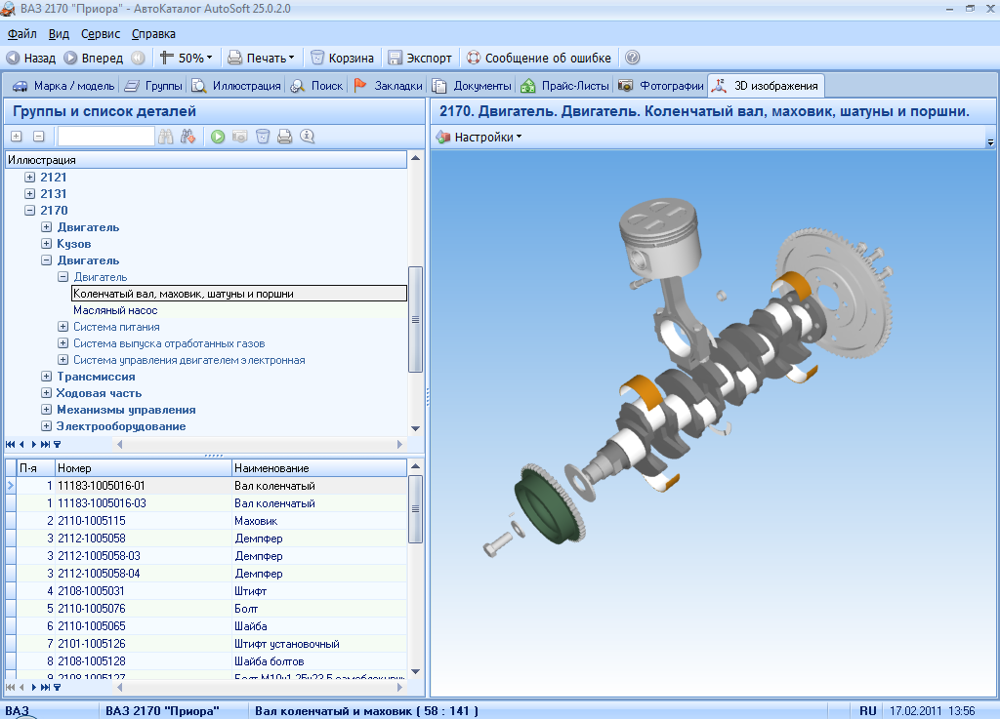 ВАЗ 2170 "Приора" - АвтоКаталог AutoSoft 25.0.2.0
Файл Вид Сервис Справка
Назад Вперед 50% Печать Корзина Экспорт Сообщение об ошибке
Марка / модель Группы Иллюстрация Поиск Закладки Документы Прайс-Листы Фотографии 3D изображения
Группы и список деталей
2170. Двигатель. Двигатель. Коленчатый вал, маховик, шатуны и поршни.
Настройки
Иллюстрация
2121
2131
2170
Двигатель
Кузов
Двигатель
Двигатель
Коленчатый вал, маховик, шатуны и поршни
Масляный насос
Система питания
Система выпуска отработанных газов
Система управления двигателем электронная
Трансмиссия
Ходовая часть
Механизмы управления
Электрооборудование
П-я Номер Наименование
1 11183-1005016-01 Вал коленчатый
1 11183-1005016-03 Вал коленчатый
2 2110-1005115 Маховик
3 2112-1005058 Демпфер
3 2112-1005058-03 Демпфер
3 2112-1005058-04 Демпфер
4 2108-1005031 Штифт
5 2110-1005076 Болт
6 2110-1005065 Шайба
7 2101-1005126 Штифт установочный
8 2108-1005128 Шайба болтов
9 2108-1005127 Болт М10х1,25х23,5
ВАЗ ВАЗ 2170 "Приора" Вал коленчатый и маховик ( 58 : 141 ) RU 17.02.2011 13:56